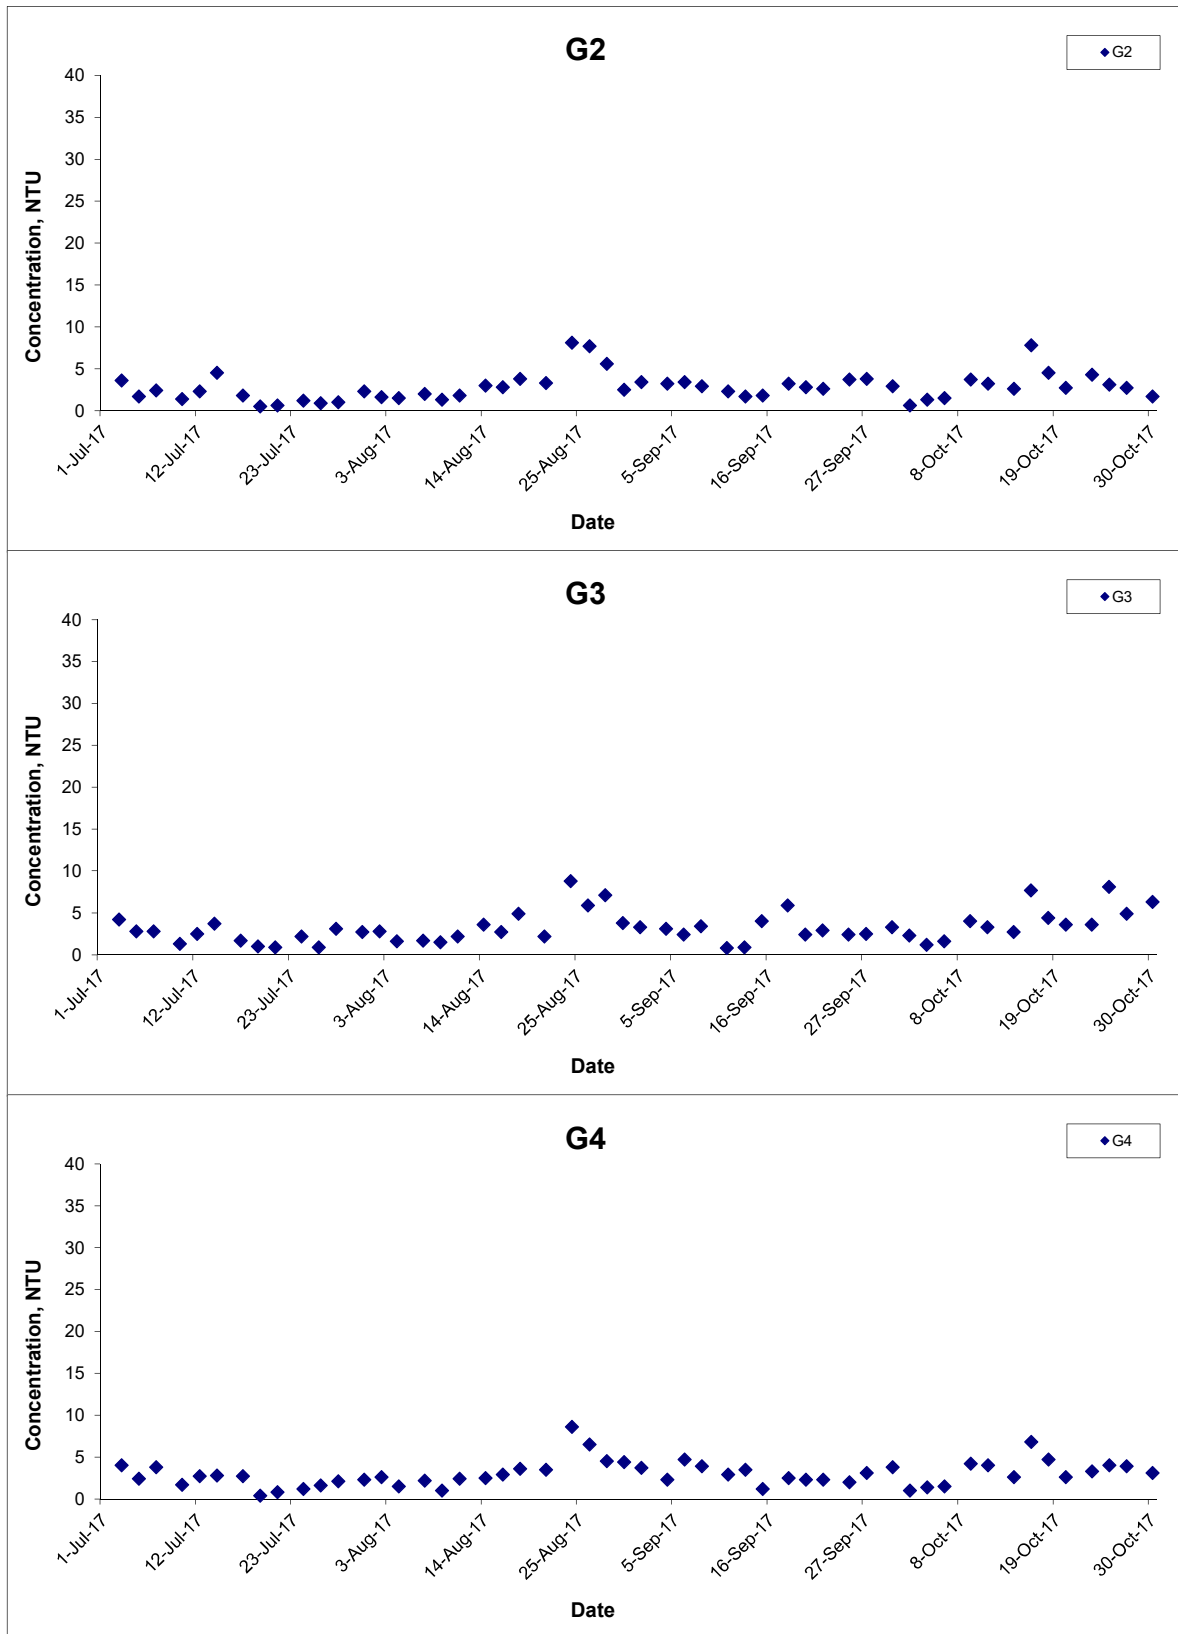 G2
G2
40
35
30
25
20
15
10
5
0
Concentration, NTU
1-Jul-17 12-Jul-17 23-Jul-17 3-Aug-17 14-Aug-17 25-Aug-17 5-Sep-17 16-Sep-17 27-Sep-17 8-Oct-17 19-Oct-17 30-Oct-17
Date
G3
G3
40
35
30
25
20
15
10
5
0
Concentration, NTU
1-Jul-17 12-Jul-17 23-Jul-17 3-Aug-17 14-Aug-17 25-Aug-17 5-Sep-17 16-Sep-17 27-Sep-17 8-Oct-17 19-Oct-17 30-Oct-17
Date
G4
G4
40
35
30
25
20
15
10
5
0
Concentration, NTU
1-Jul-17 12-Jul-17 23-Jul-17 3-Aug-17 14-Aug-17 25-Aug-17 5-Sep-17 16-Sep-17 27-Sep-17 8-Oct-17 19-Oct-17 30-Oct-17
Date